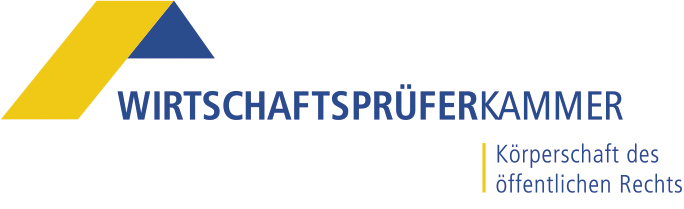 WIRTSCHAFTSPRÜFERKAMMER
Körperschaft des
öffentlichen Rechts